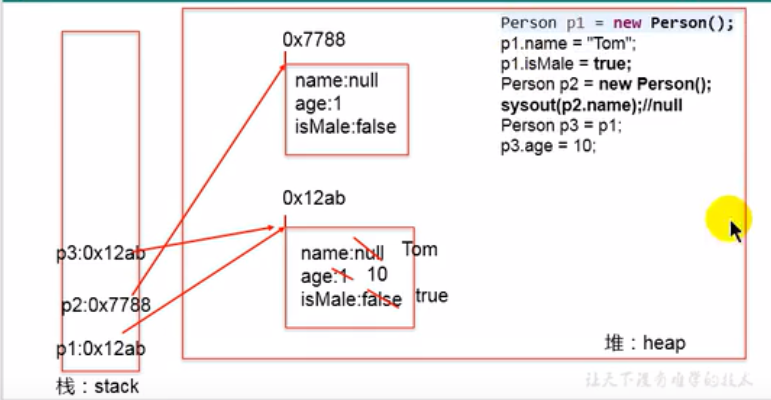 Person p1 = new Person();
p1.name = "Tom";
p1.isMale = true;
Person p2 = new Person();
sysout(p2.name);//null
Person p3 = p1;
p3.age = 10;
0x7788
name:null
age:1
isMale:false
0x12ab
name:null Tom
age:1 10
isMale:false true
p3:0x12ab
p2:0x7788
p1:0x12ab
栈：stack
堆：heap
让天下没有难学的技术